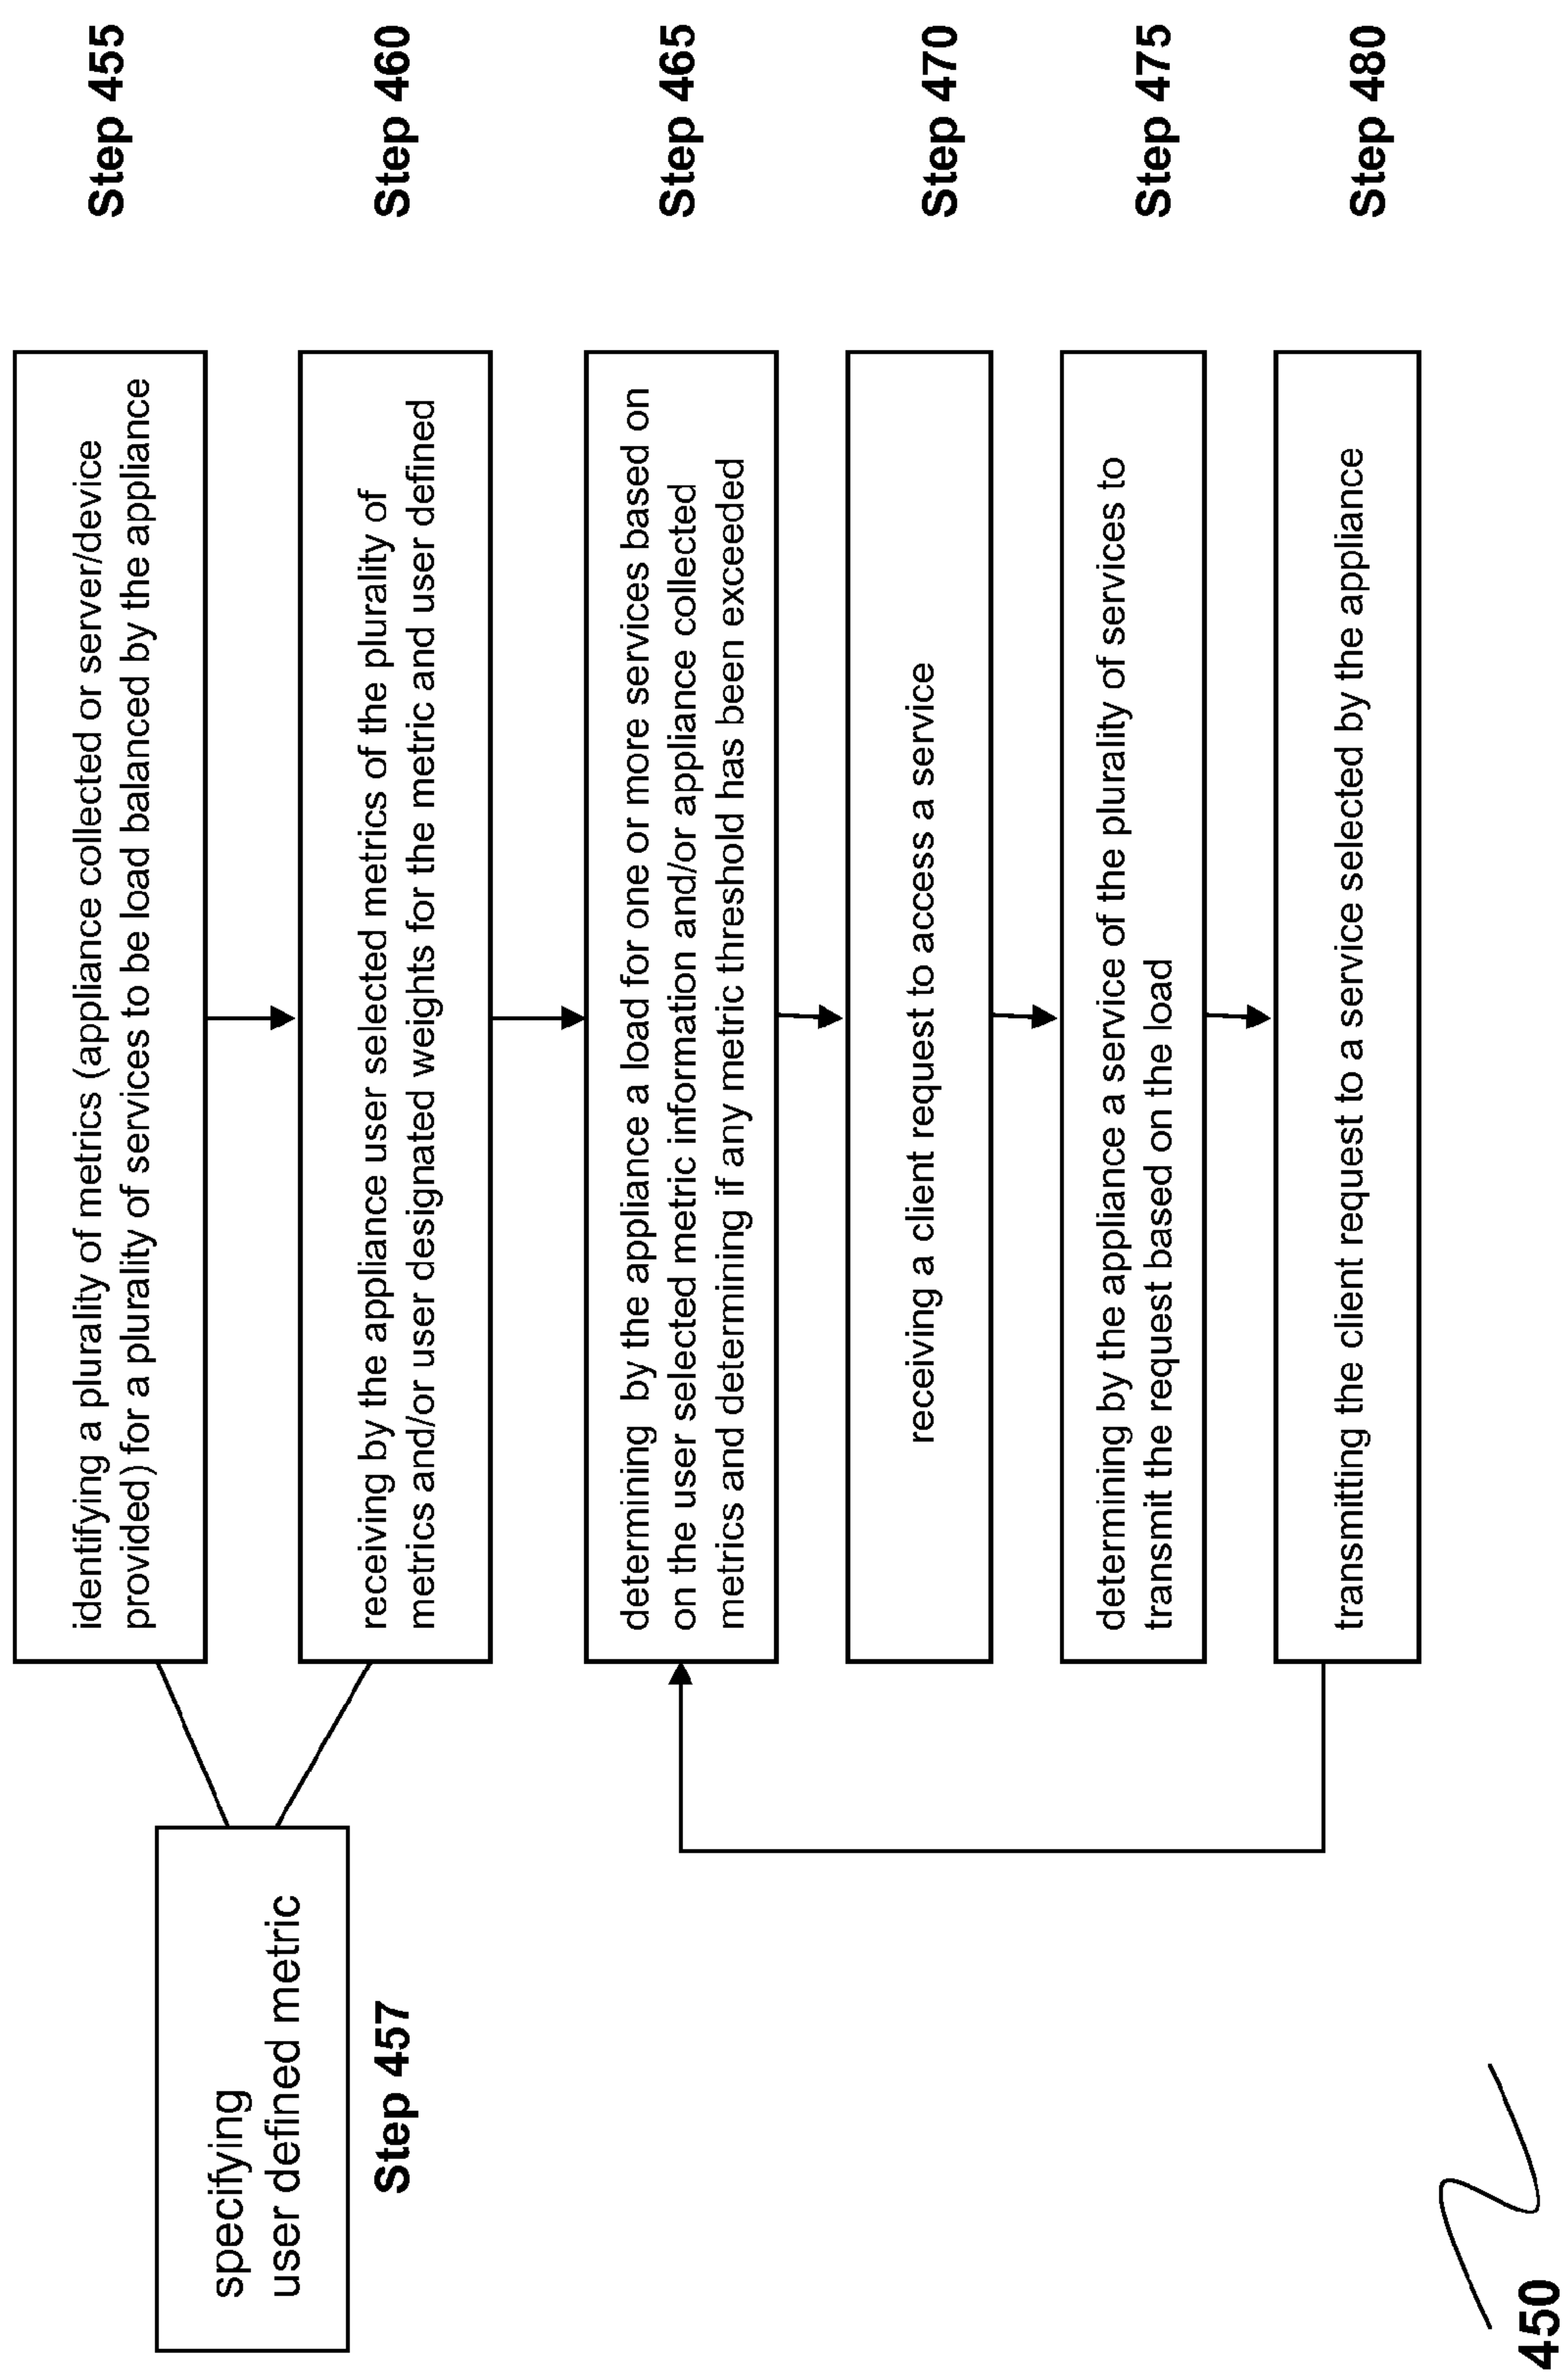 identifying a plurality of metrics (appliance collected or server/device
provided) for a plurality of services to be load balanced by the appliance
Step 455
specifying
user defined metric
Step 457
receiving by the appliance user selected metrics of the plurality of
metrics and/or user designated weights for the metric and user defined
Step 460
determining by the appliance a load for one or more services based on
on the user selected metric information and/or appliance collected
metrics and determining if any metric threshold has been exceeded
Step 465
receiving a client request to access a service
Step 470
determining by the appliance a service of the plurality of services to
transmit the request based on the load
Step 475
transmitting the client request to a service selected by the appliance
Step 480
450